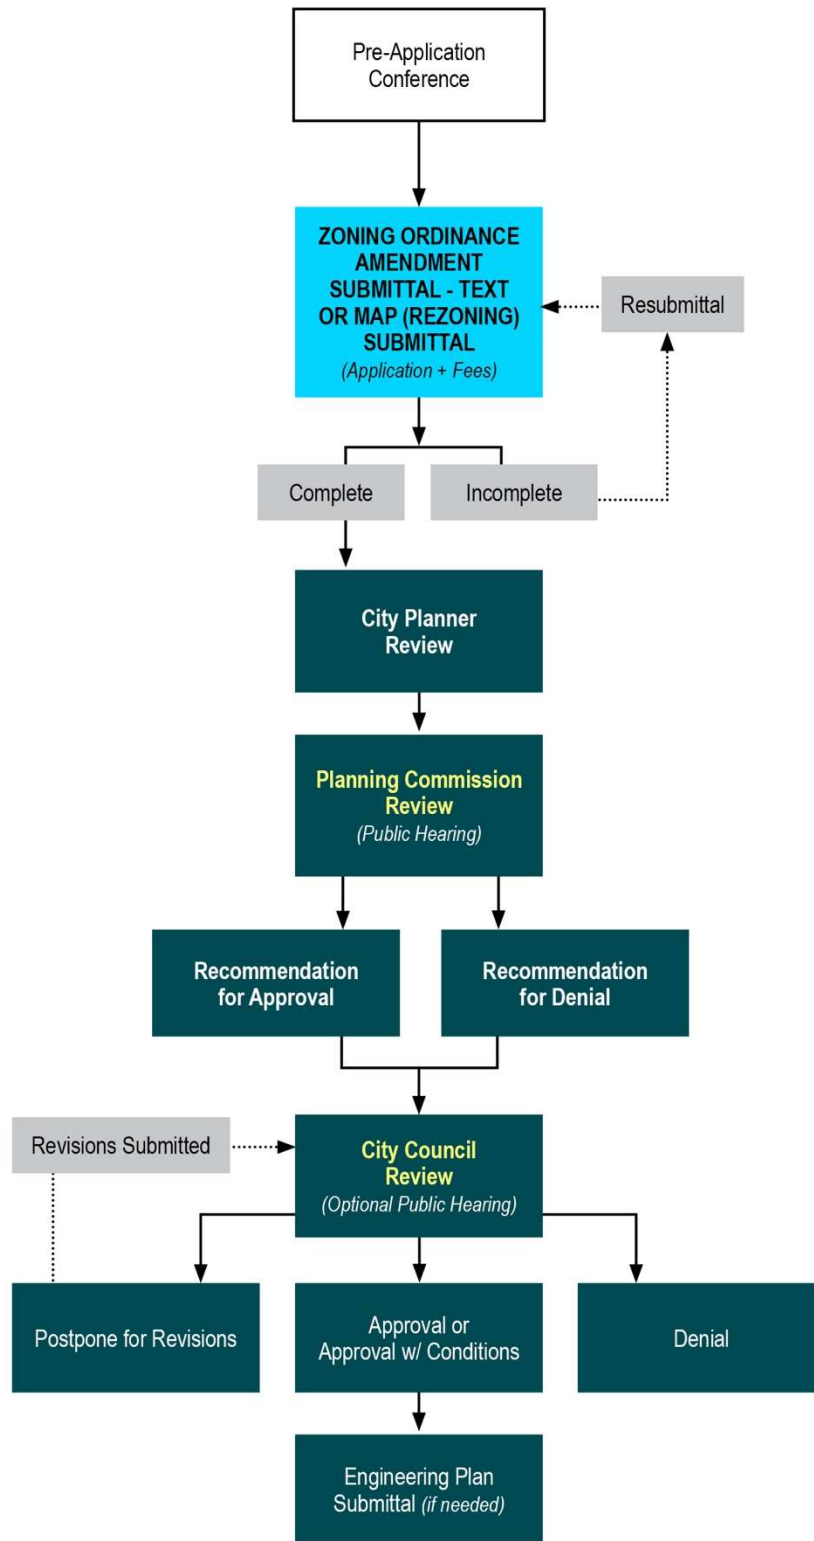 Pre-Application
Conference
ZONING ORDINANCE
AMENDMENT
SUBMITTAL - TEXT
OR MAP (REZONING)
SUBMITTAL
(Application + Fees)
Resubmittal
Complete
Incomplete
City Planner
Review
Planning Commission
Review
(Public Hearing)
Recommendation
for Approval
Recommendation
for Denial
Revisions Submitted
City Council
Review
(Optional Public Hearing)
Postpone for Revisions
Approval or
Approval w/ Conditions
Denial
Engineering Plan
Submittal (if needed)